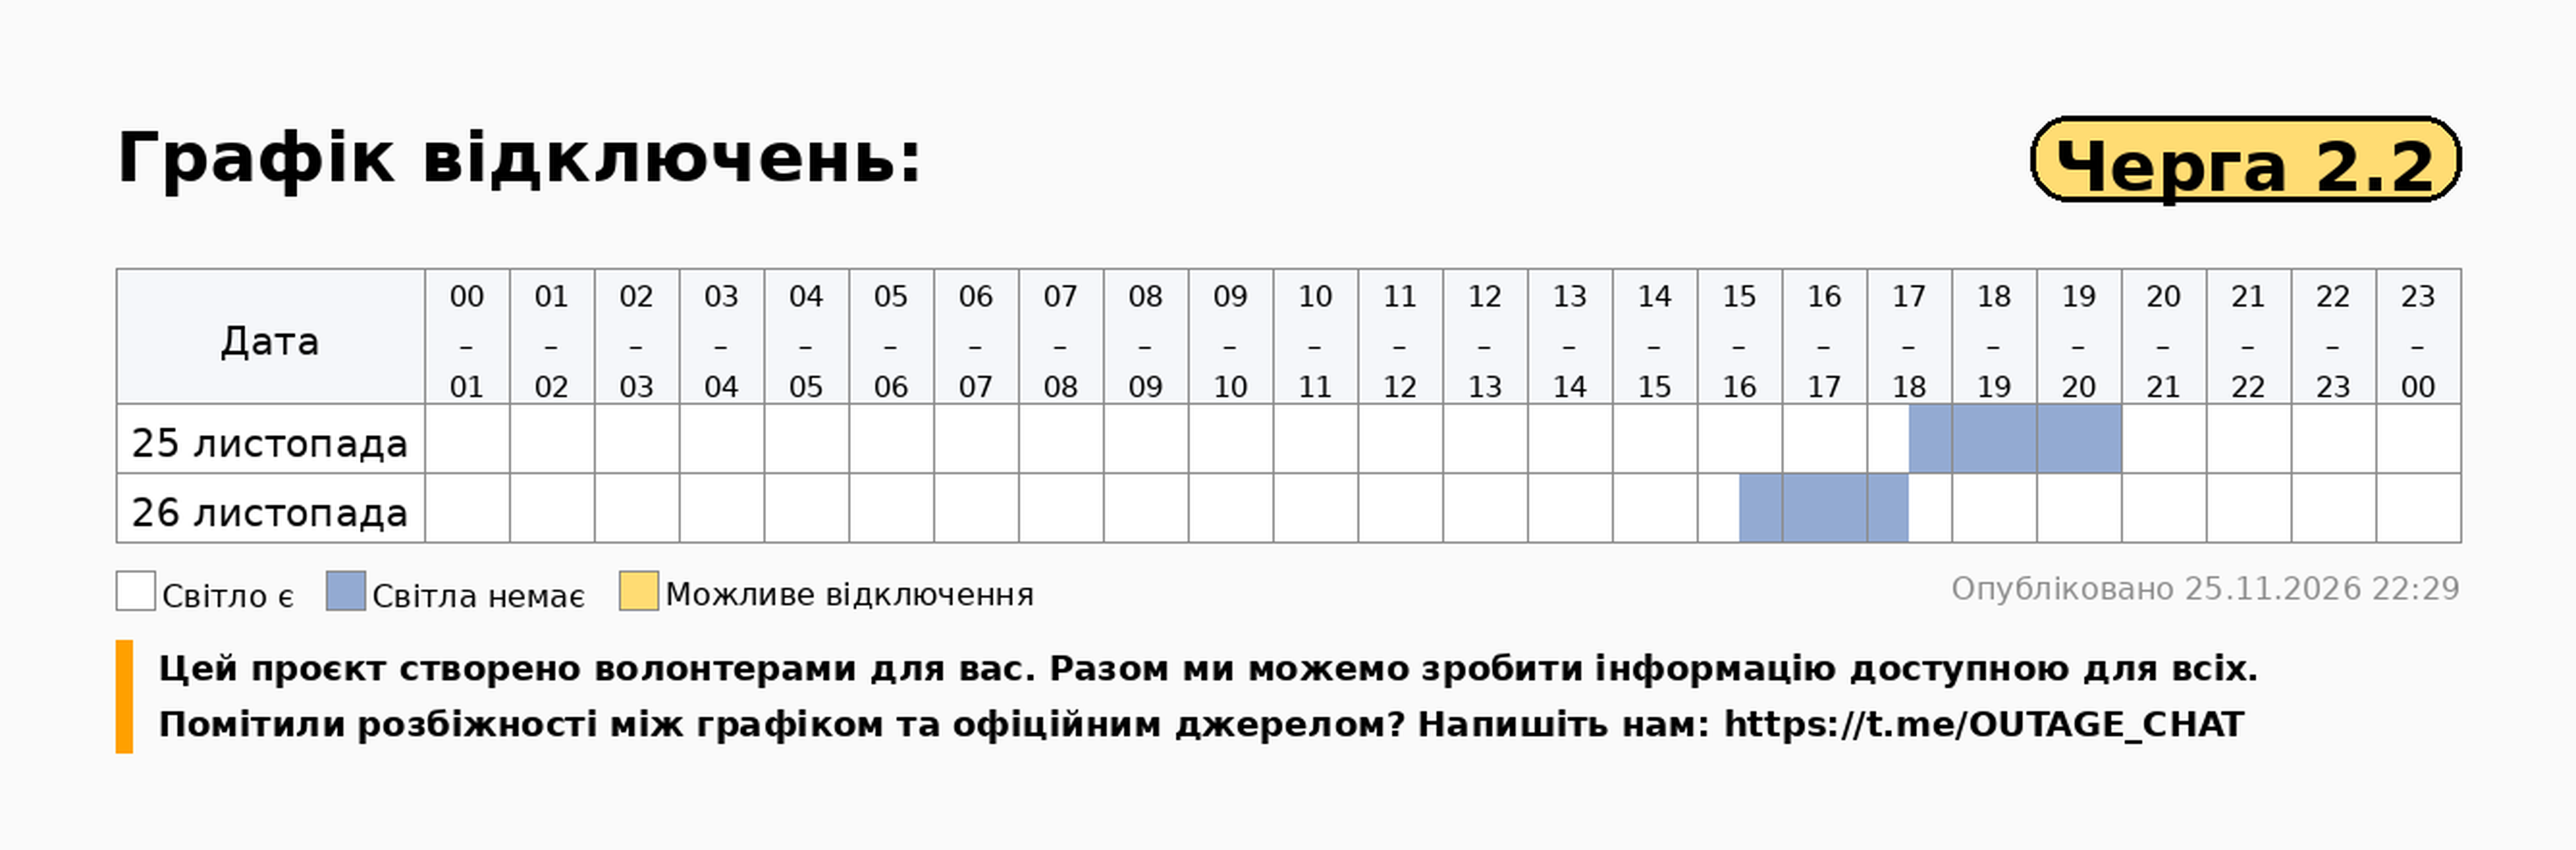 Графік відключень:
Черга 2.2
Дата 00 – 01 01 – 02 02 – 03 03 – 04 04 – 05 05 – 06 06 – 07 07 – 08 08 – 09 09 – 10 10 – 11 11 – 12 12 – 13 13 – 14 14 – 15 15 – 16 16 – 17 17 – 18 18 – 19 19 – 20 20 – 21 21 – 22 22 – 23 23 – 00
25 листопада
26 листопада
Світло є Світла немає Можливе відключення
Опубліковано 25.11.2026 22:29
Цей проєкт створено волонтерами для вас. Разом ми можемо зробити інформацію доступною для всіх.
Помітили розбіжності між графіком та офіційним джерелом? Напишіть нам: https://t.me/OUTAGE_CHAT